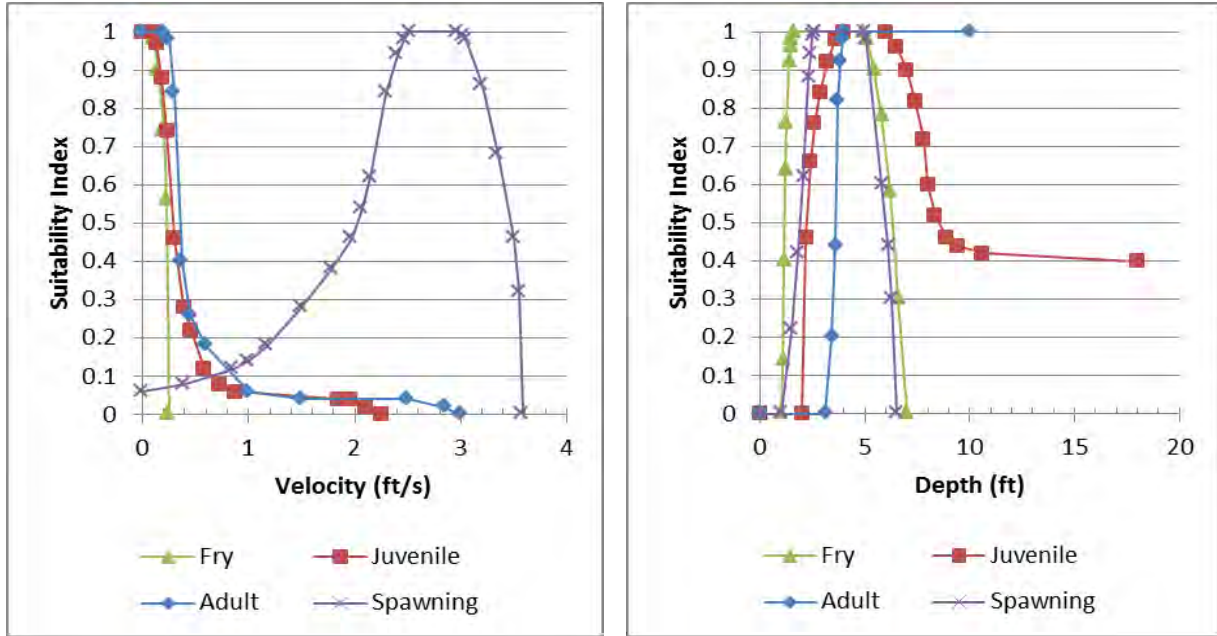 1
0.9
0.8
0.7
0.6
0.5
0.4
0.3
0.2
0.1
0
Suitability Index
0 1 2 3 4
Velocity (ft/s)
Fry Juvenile
Adult Spawning
1
0.9
0.8
0.7
0.6
0.5
0.4
0.3
0.2
0.1
0
Suitability Index
0 5 10 15 20
Depth (ft)
Fry Juvenile
Adult Spawning